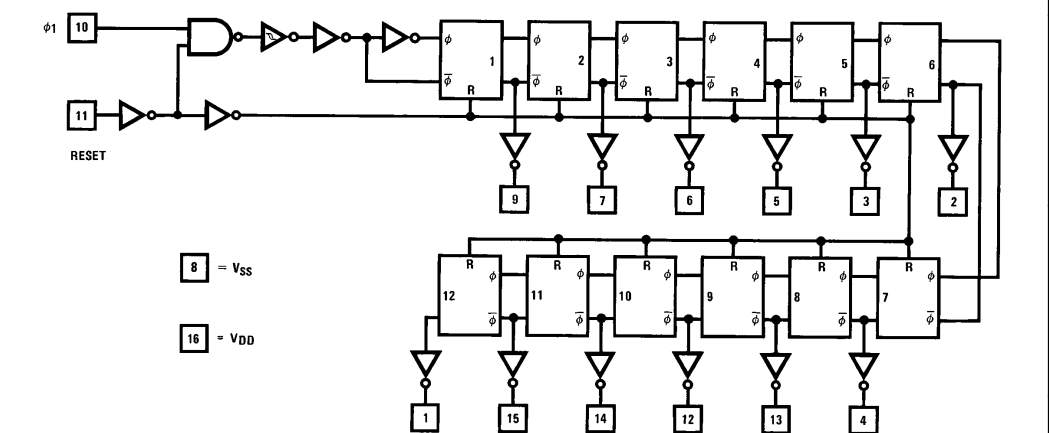 ϕ1 10
ϕ ϕ ϕ ϕ ϕ ϕ
1 2 3 4 5 6
ϕ̅ ϕ̅ ϕ̅ ϕ̅ ϕ̅ ϕ̅
R R R R R R
11
RESET
9 7 6 5 3 2
8 = VSS
R R R R R R
ϕ ϕ ϕ ϕ ϕ ϕ
12 11 10 9 8 7
ϕ̅ ϕ̅ ϕ̅ ϕ̅ ϕ̅ ϕ̅
16 = VDD
1 15 14 12 13 4